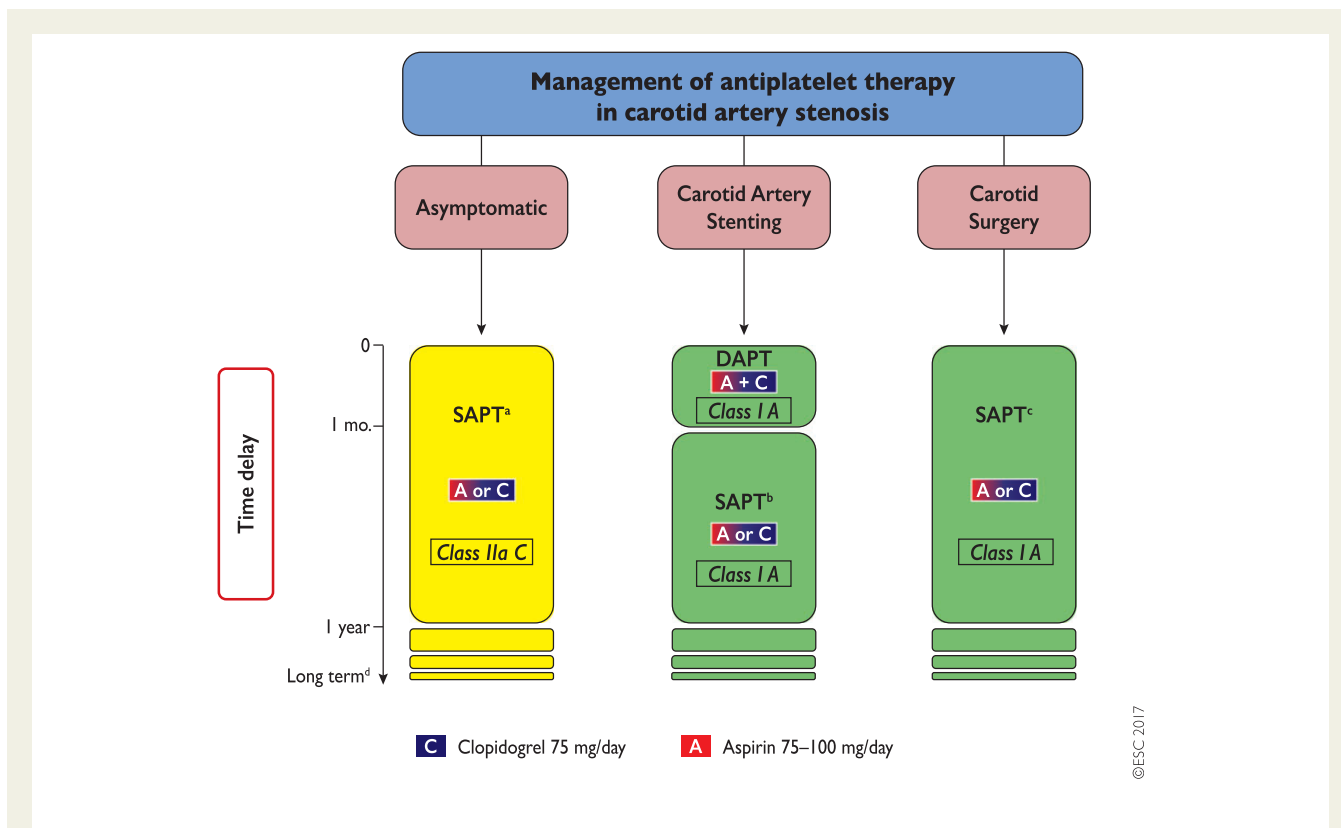 Management of antiplatelet therapy
in carotid artery stenosis
Asymptomatic
Carotid Artery
Stenting
Carotid
Surgery
Time delay
0
1 mo.
1 year
Long termᵈ
SAPTᵃ
A or C
Class IIa C
DAPT
A + C
Class I A
SAPTᵇ
A or C
Class I A
SAPTᶜ
A or C
Class I A
C Clopidogrel 75 mg/day
A Aspirin 75–100 mg/day
©ESC 2017